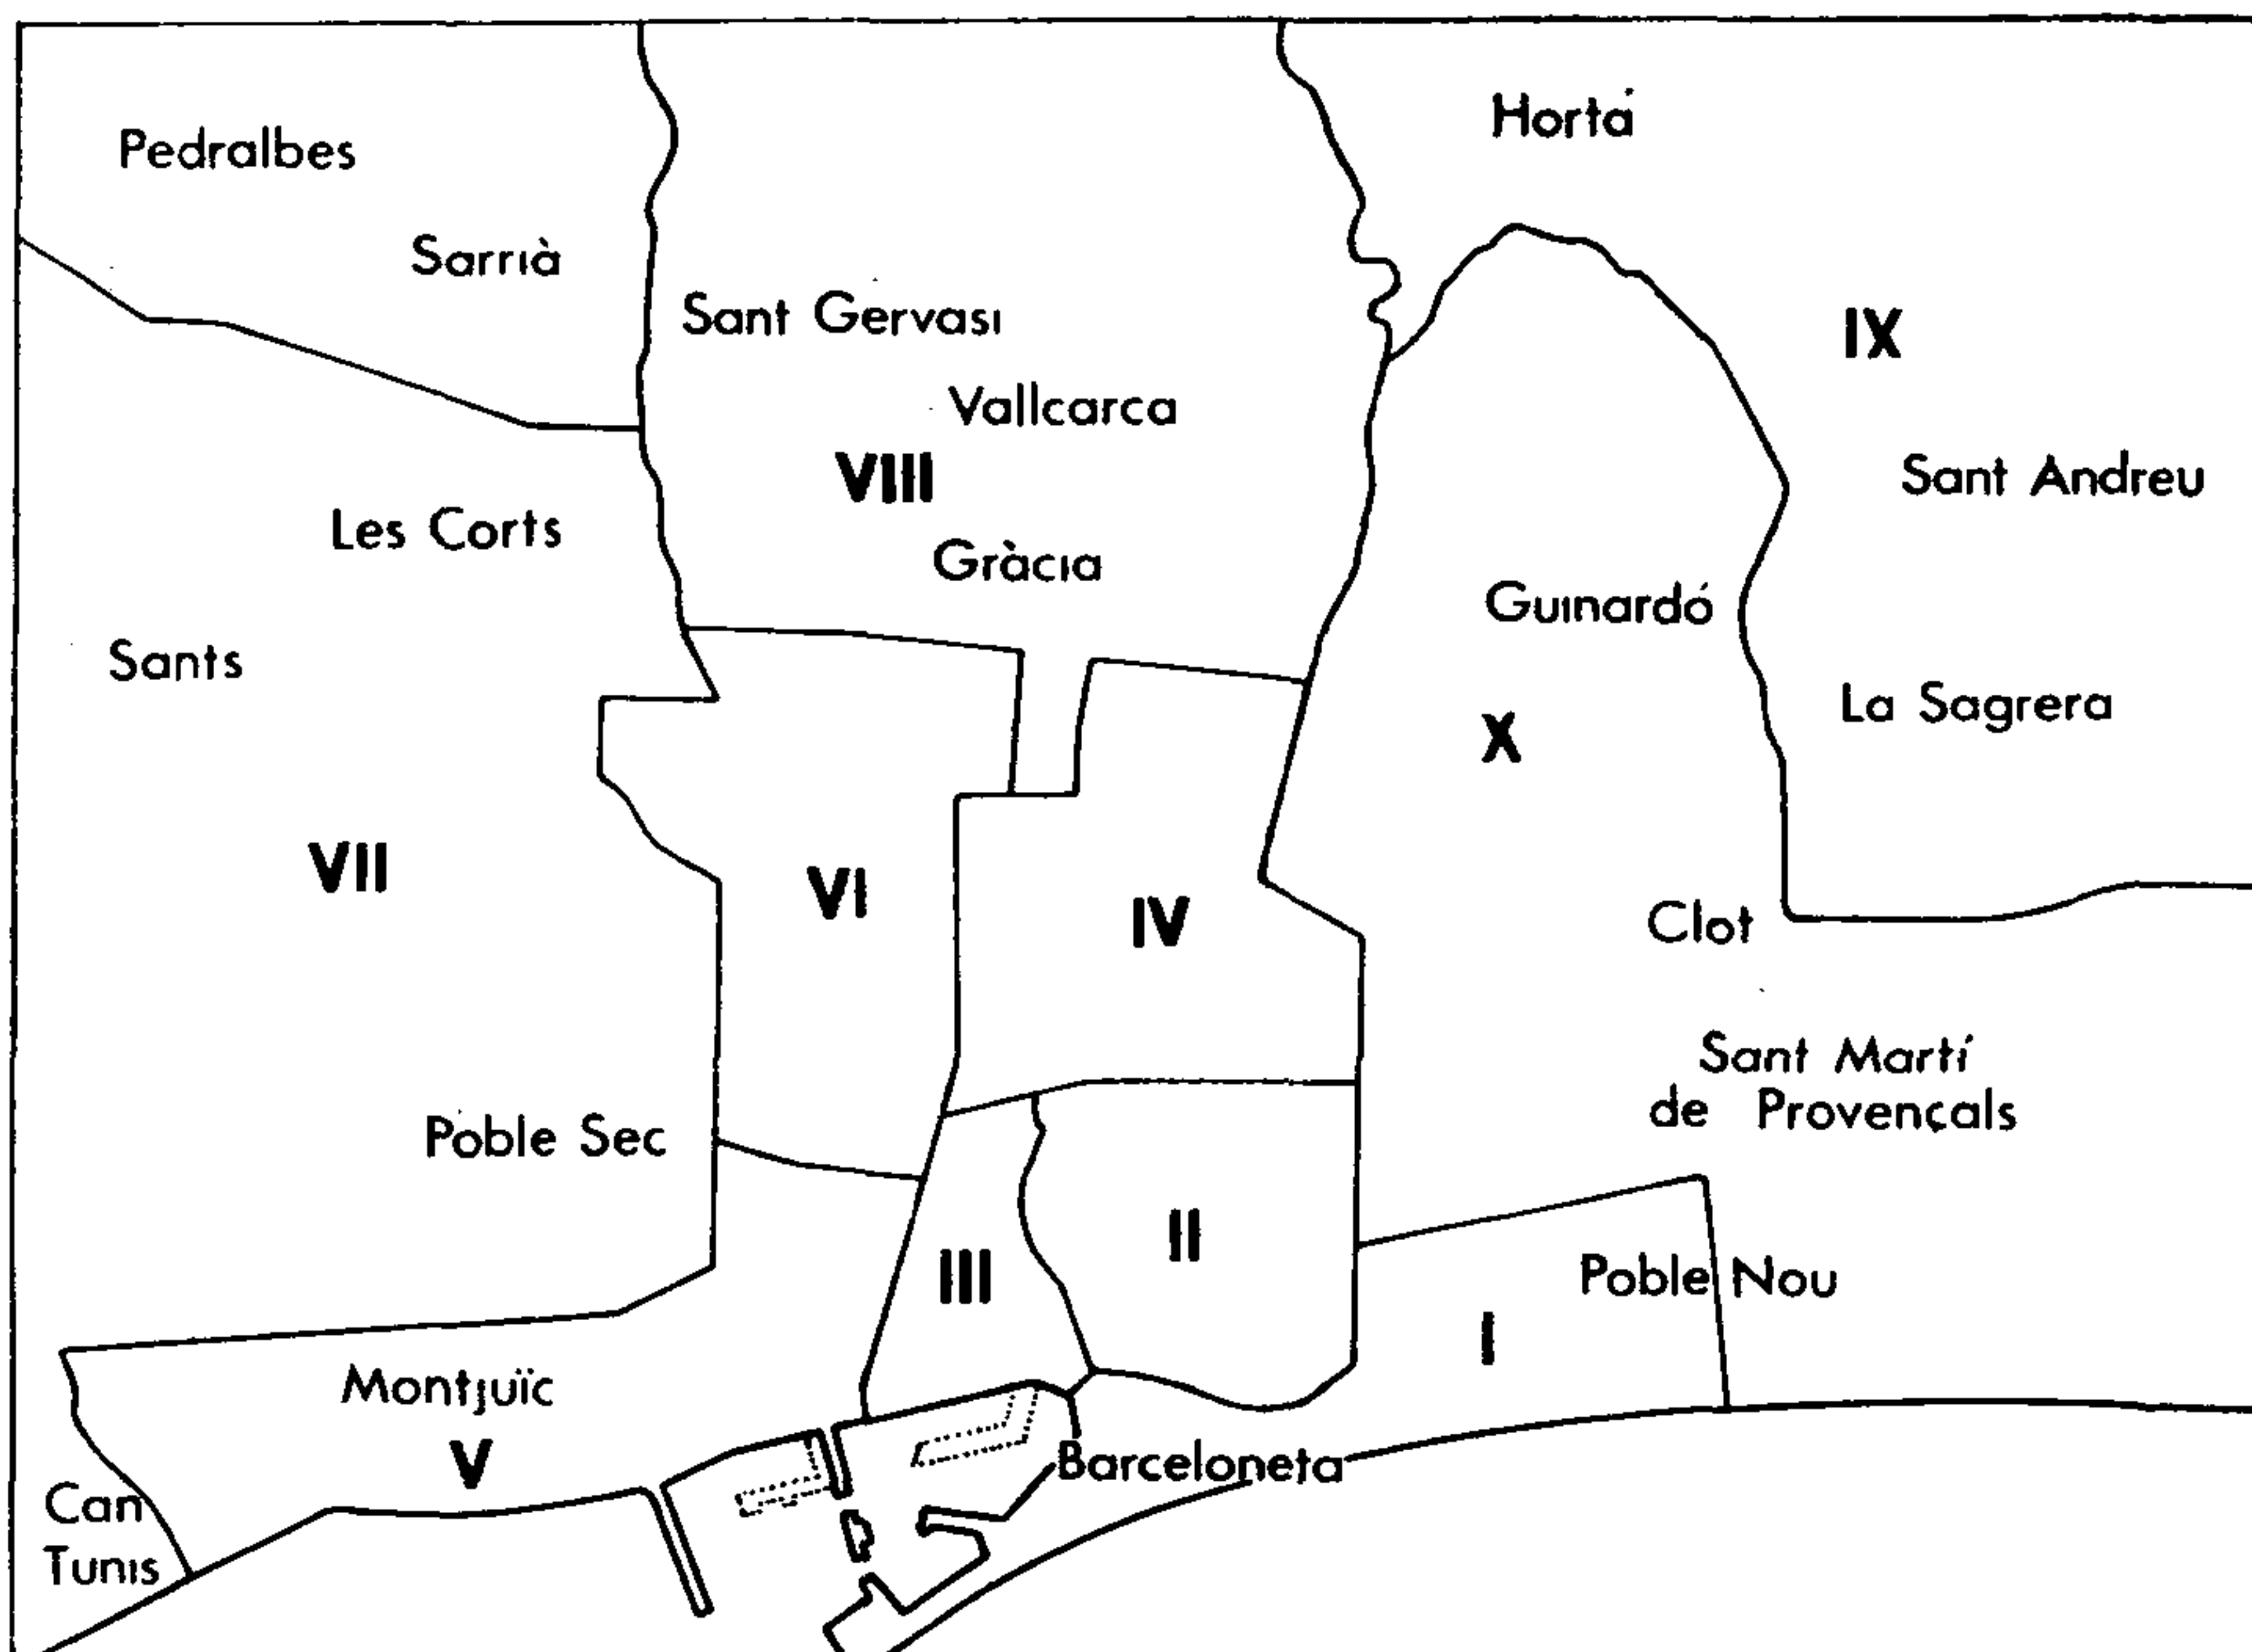 Horta
Pedralbes
Sarrià
Sant Gervasi
IX
Vallcarca
VIII
Sant Andreu
Les Corts
Gràcia
Guinardó
Sants
La Sagrera
X
VII
VI
IV
Clot
Sant Martí
de Provençals
Poble Sec
II
III
Poble Nou
I
Montjuïc
V
Barceloneta
Can
Tunis